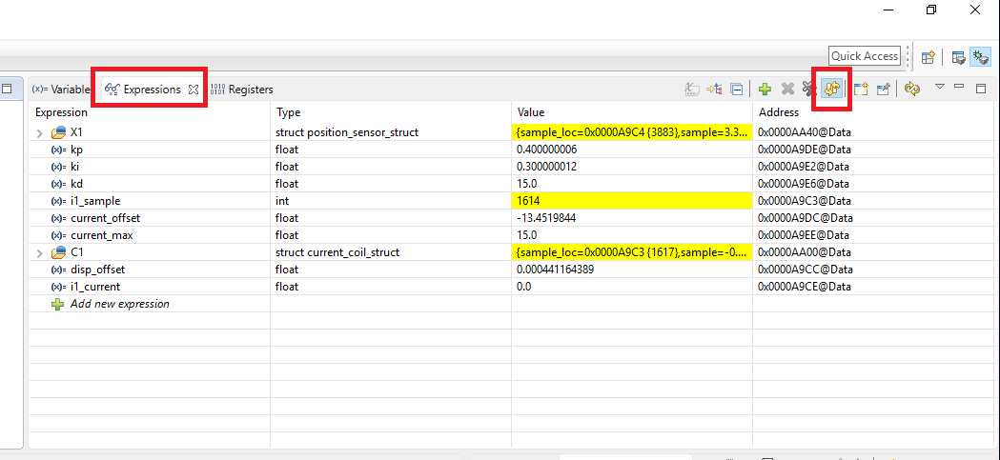 Quick Access
(x)= Variable Expressions 1010 0101 Registers
Expression Type Value Address
X1 struct position_sensor_struct {sample_loc=0x0000A9C4 {3883},sample=3.3... 0x0000AA40@Data
(x)= kp float 0.400000006 0x0000A9DE@Data
(x)= ki float 0.300000012 0x0000A9E2@Data
(x)= kd float 15.0 0x0000A9E6@Data
(x)= i1_sample int 1614 0x0000A9C3@Data
(x)= current_offset float -13.4519844 0x0000A9DC@Data
(x)= current_max float 15.0 0x0000A9EE@Data
C1 struct current_coil_struct {sample_loc=0x0000A9C3 {1617},sample=-0.... 0x0000AA00@Data
(x)= disp_offset float 0.000441164389 0x0000A9CC@Data
(x)= i1_current float 0.0 0x0000A9CE@Data
Add new expression